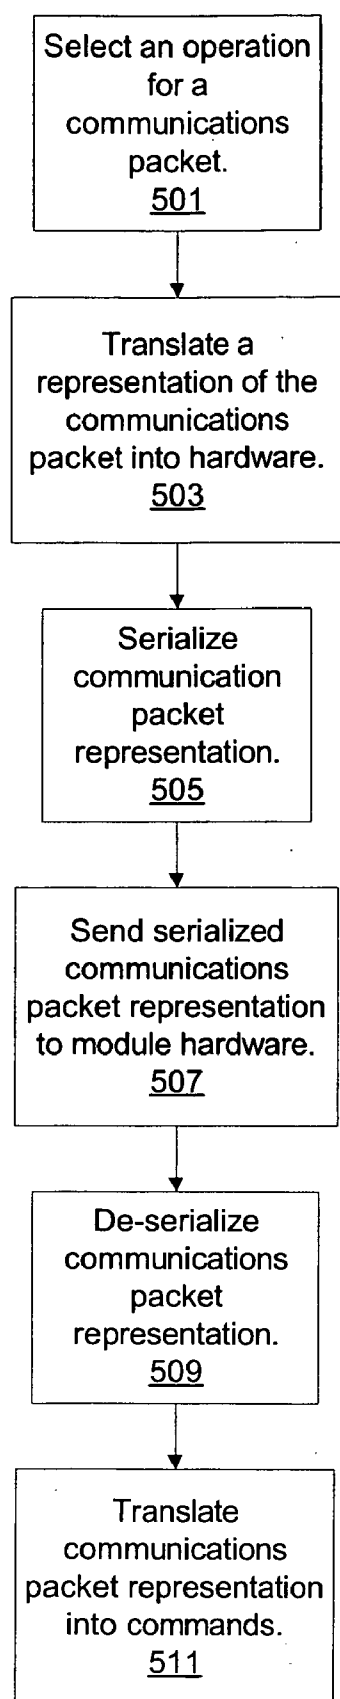 Select an operation
for a
communications
packet.
501
Translate a
representation of the
communications
packet into hardware.
503
Serialize
communication
packet
representation.
505
Send serialized
communications
packet representation
to module hardware.
507
De-serialize
communications
packet
representation.
509
Translate
communications
packet representation
into commands.
511